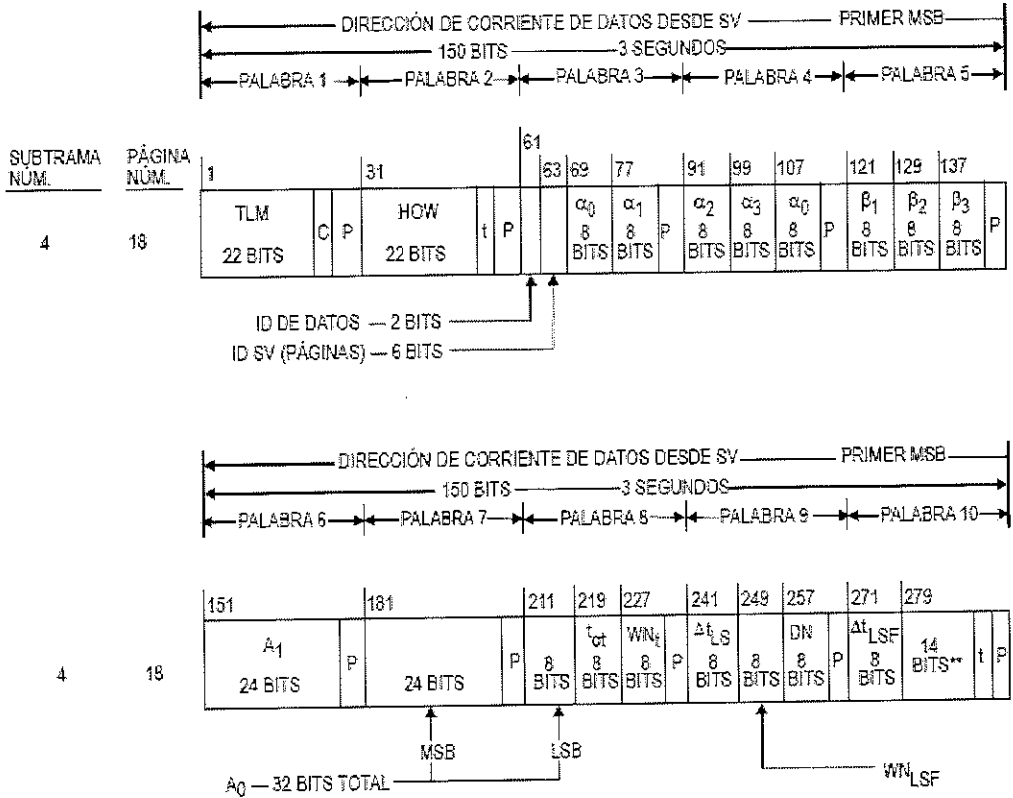 DIRECCIÓN DE CORRIENTE DE DATOS DESDE SV PRIMER MSB
150 BITS 3 SEGUNDOS
PALABRA 1 PALABRA 2 PALABRA 3 PALABRA 4 PALABRA 5
SUBTRAMA NÚM. PÁGINA NÚM.
1 31 61 63 69 77 91 99 107 121 129 137
4 18
TLM 22 BITS C P HOW 22 BITS t P α0 8 BITS α1 8 BITS P α2 8 BITS α3 8 BITS α0 8 BITS P β1 8 BITS β2 8 BITS β3 8 BITS P
ID DE DATOS — 2 BITS
ID SV (PÁGINAS) — 6 BITS
DIRECCIÓN DE CORRIENTE DE DATOS DESDE SV PRIMER MSB
150 BITS 3 SEGUNDOS
PALABRA 6 PALABRA 7 PALABRA 8 PALABRA 9 PALABRA 10
151 181 211 219 227 241 249 257 271 279
4 18
A1 24 BITS P 24 BITS P 8 BITS tot 8 BITS WNt 8 BITS P ΔtLS 8 BITS 8 BITS DN 8 BITS P ΔtLSF 8 BITS 14 BITS** t P
MSB LSB
A0 — 32 BITS TOTAL
WNLSF